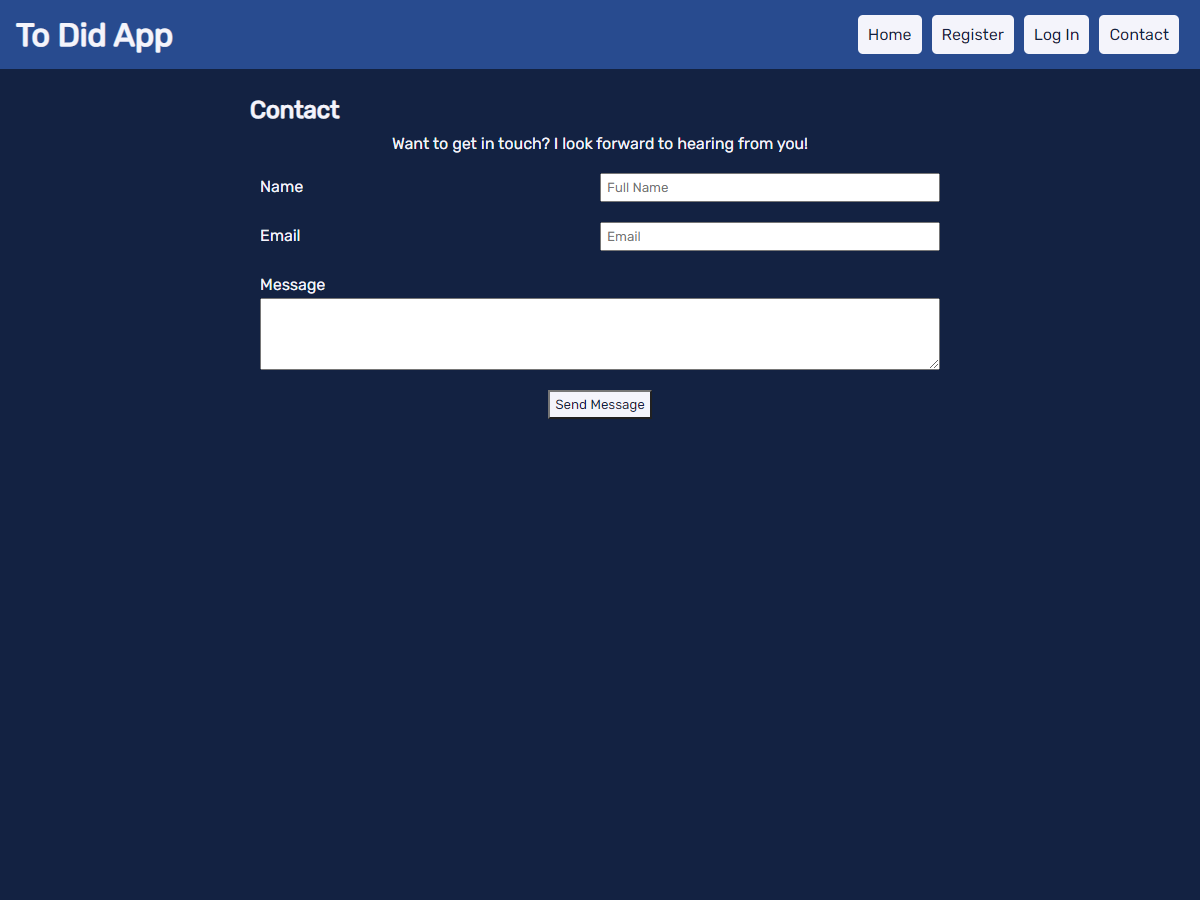 To Did App
Home Register Log In Contact
Contact
Want to get in touch? I look forward to hearing from you!
Name Full Name
Email Email
Message
Send Message